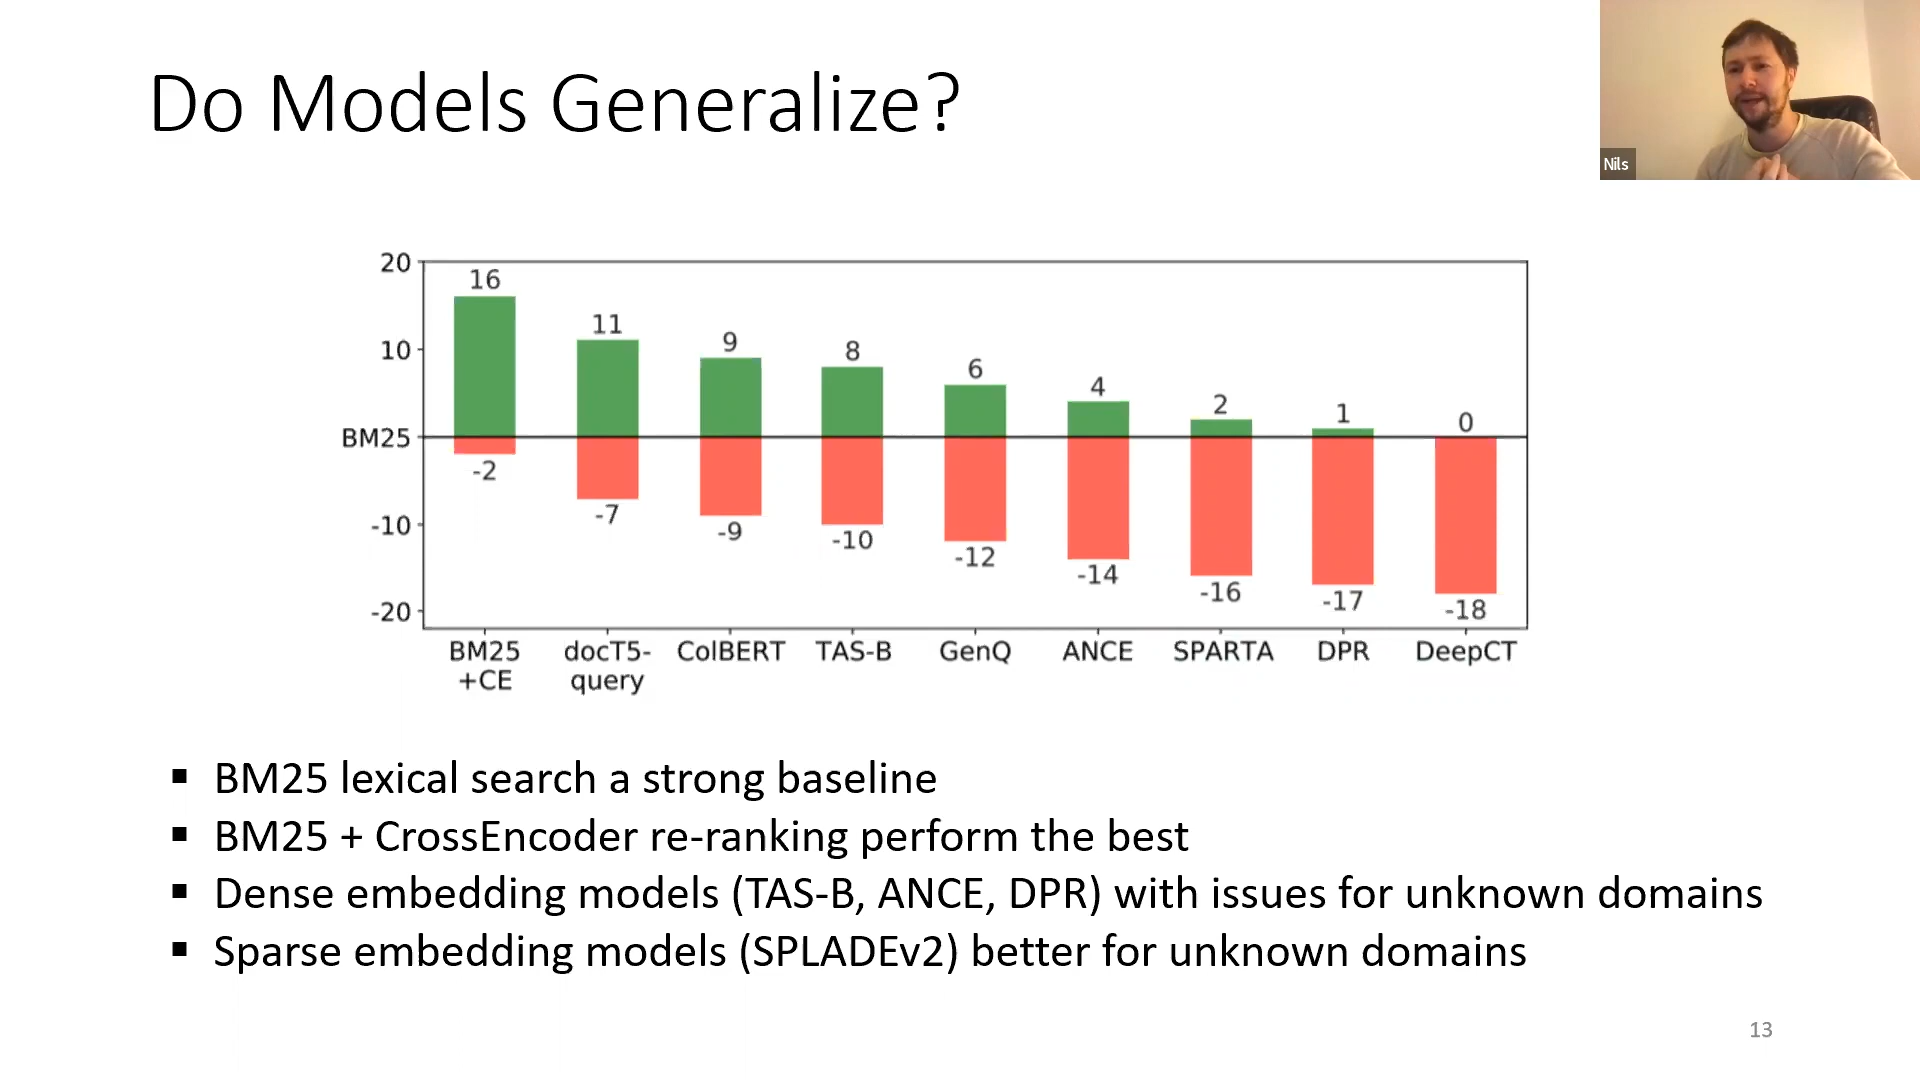 Do Models Generalize?
Nils
20
10
BM25
-10
-20
16
11
9
8
6
4
2
1
0
-2
-7
-9
-10
-12
-14
-16
-17
-18
BM25
+CE
docT5-
query
ColBERT
TAS-B
GenQ
ANCE
SPARTA
DPR
DeepCT
▪ BM25 lexical search a strong baseline
▪ BM25 + CrossEncoder re-ranking perform the best
▪ Dense embedding models (TAS-B, ANCE, DPR) with issues for unknown domains
▪ Sparse embedding models (SPLADEv2) better for unknown domains
13